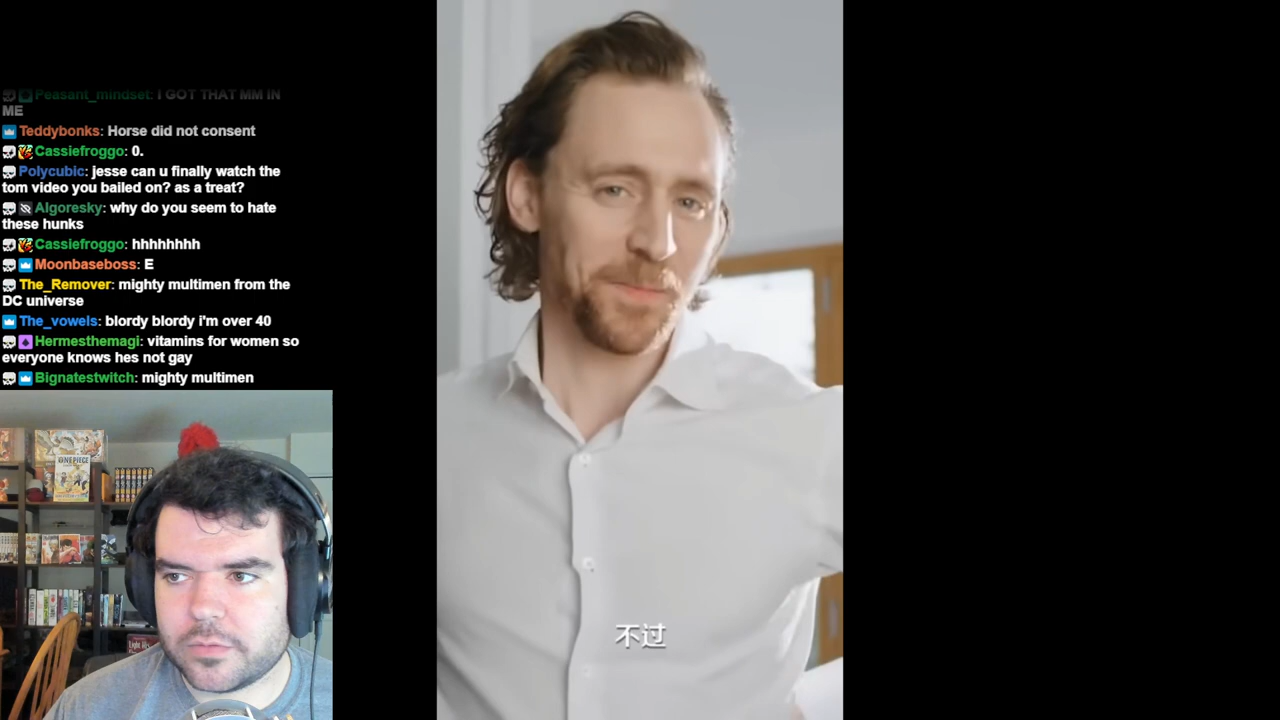 Peasant_mindset: I GOT THAT MM IN
ME
Teddybonks: Horse did not consent
Cassiefroggo: 0.
Polycubic: jesse can u finally watch the
tom video you bailed on? as a treat?
Algoresky: why do you seem to hate
these hunks
Cassiefroggo: hhhhhhhh
Moonbaseboss: E
The_Remover: mighty multimen from the
DC universe
The_vowels: blordy blordy i'm over 40
Hermesthemagi: vitamins for women so
everyone knows hes not gay
Bignatestwitch: mighty multimen
ONE PIECE
不过